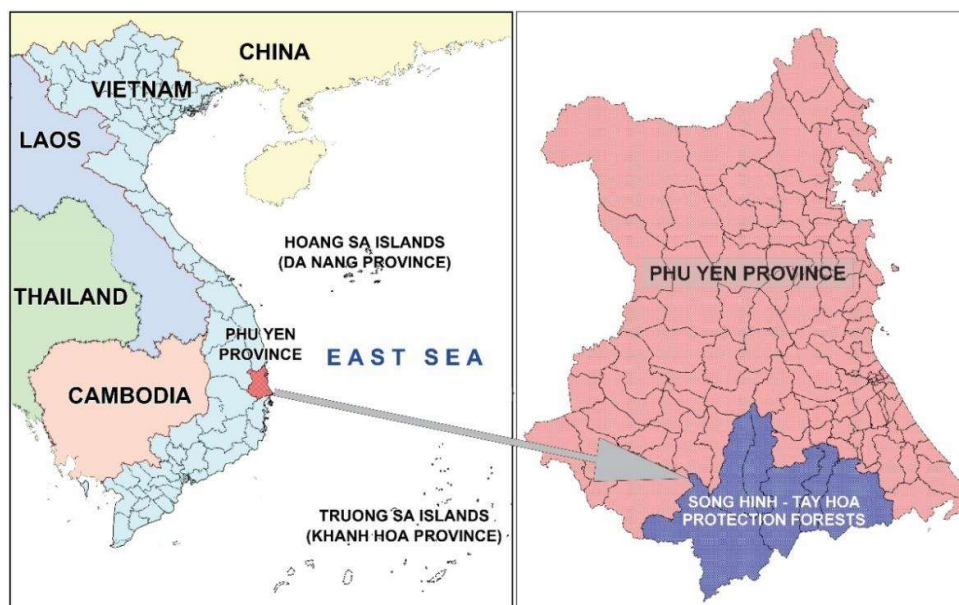 CHINA
VIETNAM
LAOS
HOANG SA ISLANDS
(DA NANG PROVINCE)
THAILAND
PHU YEN
PROVINCE
EAST SEA
CAMBODIA
TRUONG SA ISLANDS
(KHANH HOA PROVINCE)
PHU YEN PROVINCE
SONG HINH - TAY HOA
PROTECTION FORESTS